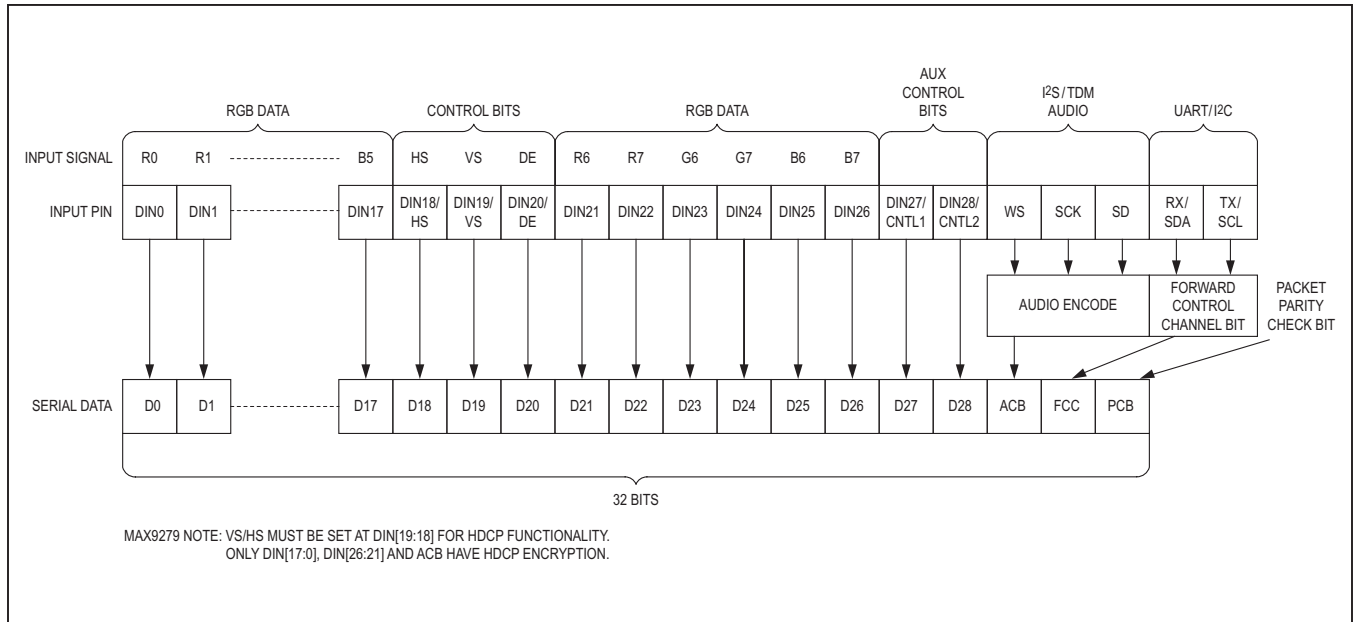 RGB DATA
CONTROL BITS
RGB DATA
AUX
CONTROL
BITS
I2S/TDM
AUDIO
UART/I2C
INPUT SIGNAL R0 R1 B5 HS VS DE R6 R7 G6 G7 B6 B7
INPUT PIN DIN0 DIN1 DIN17 DIN18/ HS DIN19/ VS DIN20/ DE DIN21 DIN22 DIN23 DIN24 DIN25 DIN26 DIN27/ CNTL1 DIN28/ CNTL2 WS SCK SD RX/ SDA TX/ SCL
AUDIO ENCODE
FORWARD
CONTROL
CHANNEL BIT
PACKET
PARITY
CHECK BIT
SERIAL DATA D0 D1 D17 D18 D19 D20 D21 D22 D23 D24 D25 D26 D27 D28 ACB FCC PCB
32 BITS
MAX9279 NOTE: VS/HS MUST BE SET AT DIN[19:18] FOR HDCP FUNCTIONALITY.
ONLY DIN[17:0], DIN[26:21] AND ACB HAVE HDCP ENCRYPTION.